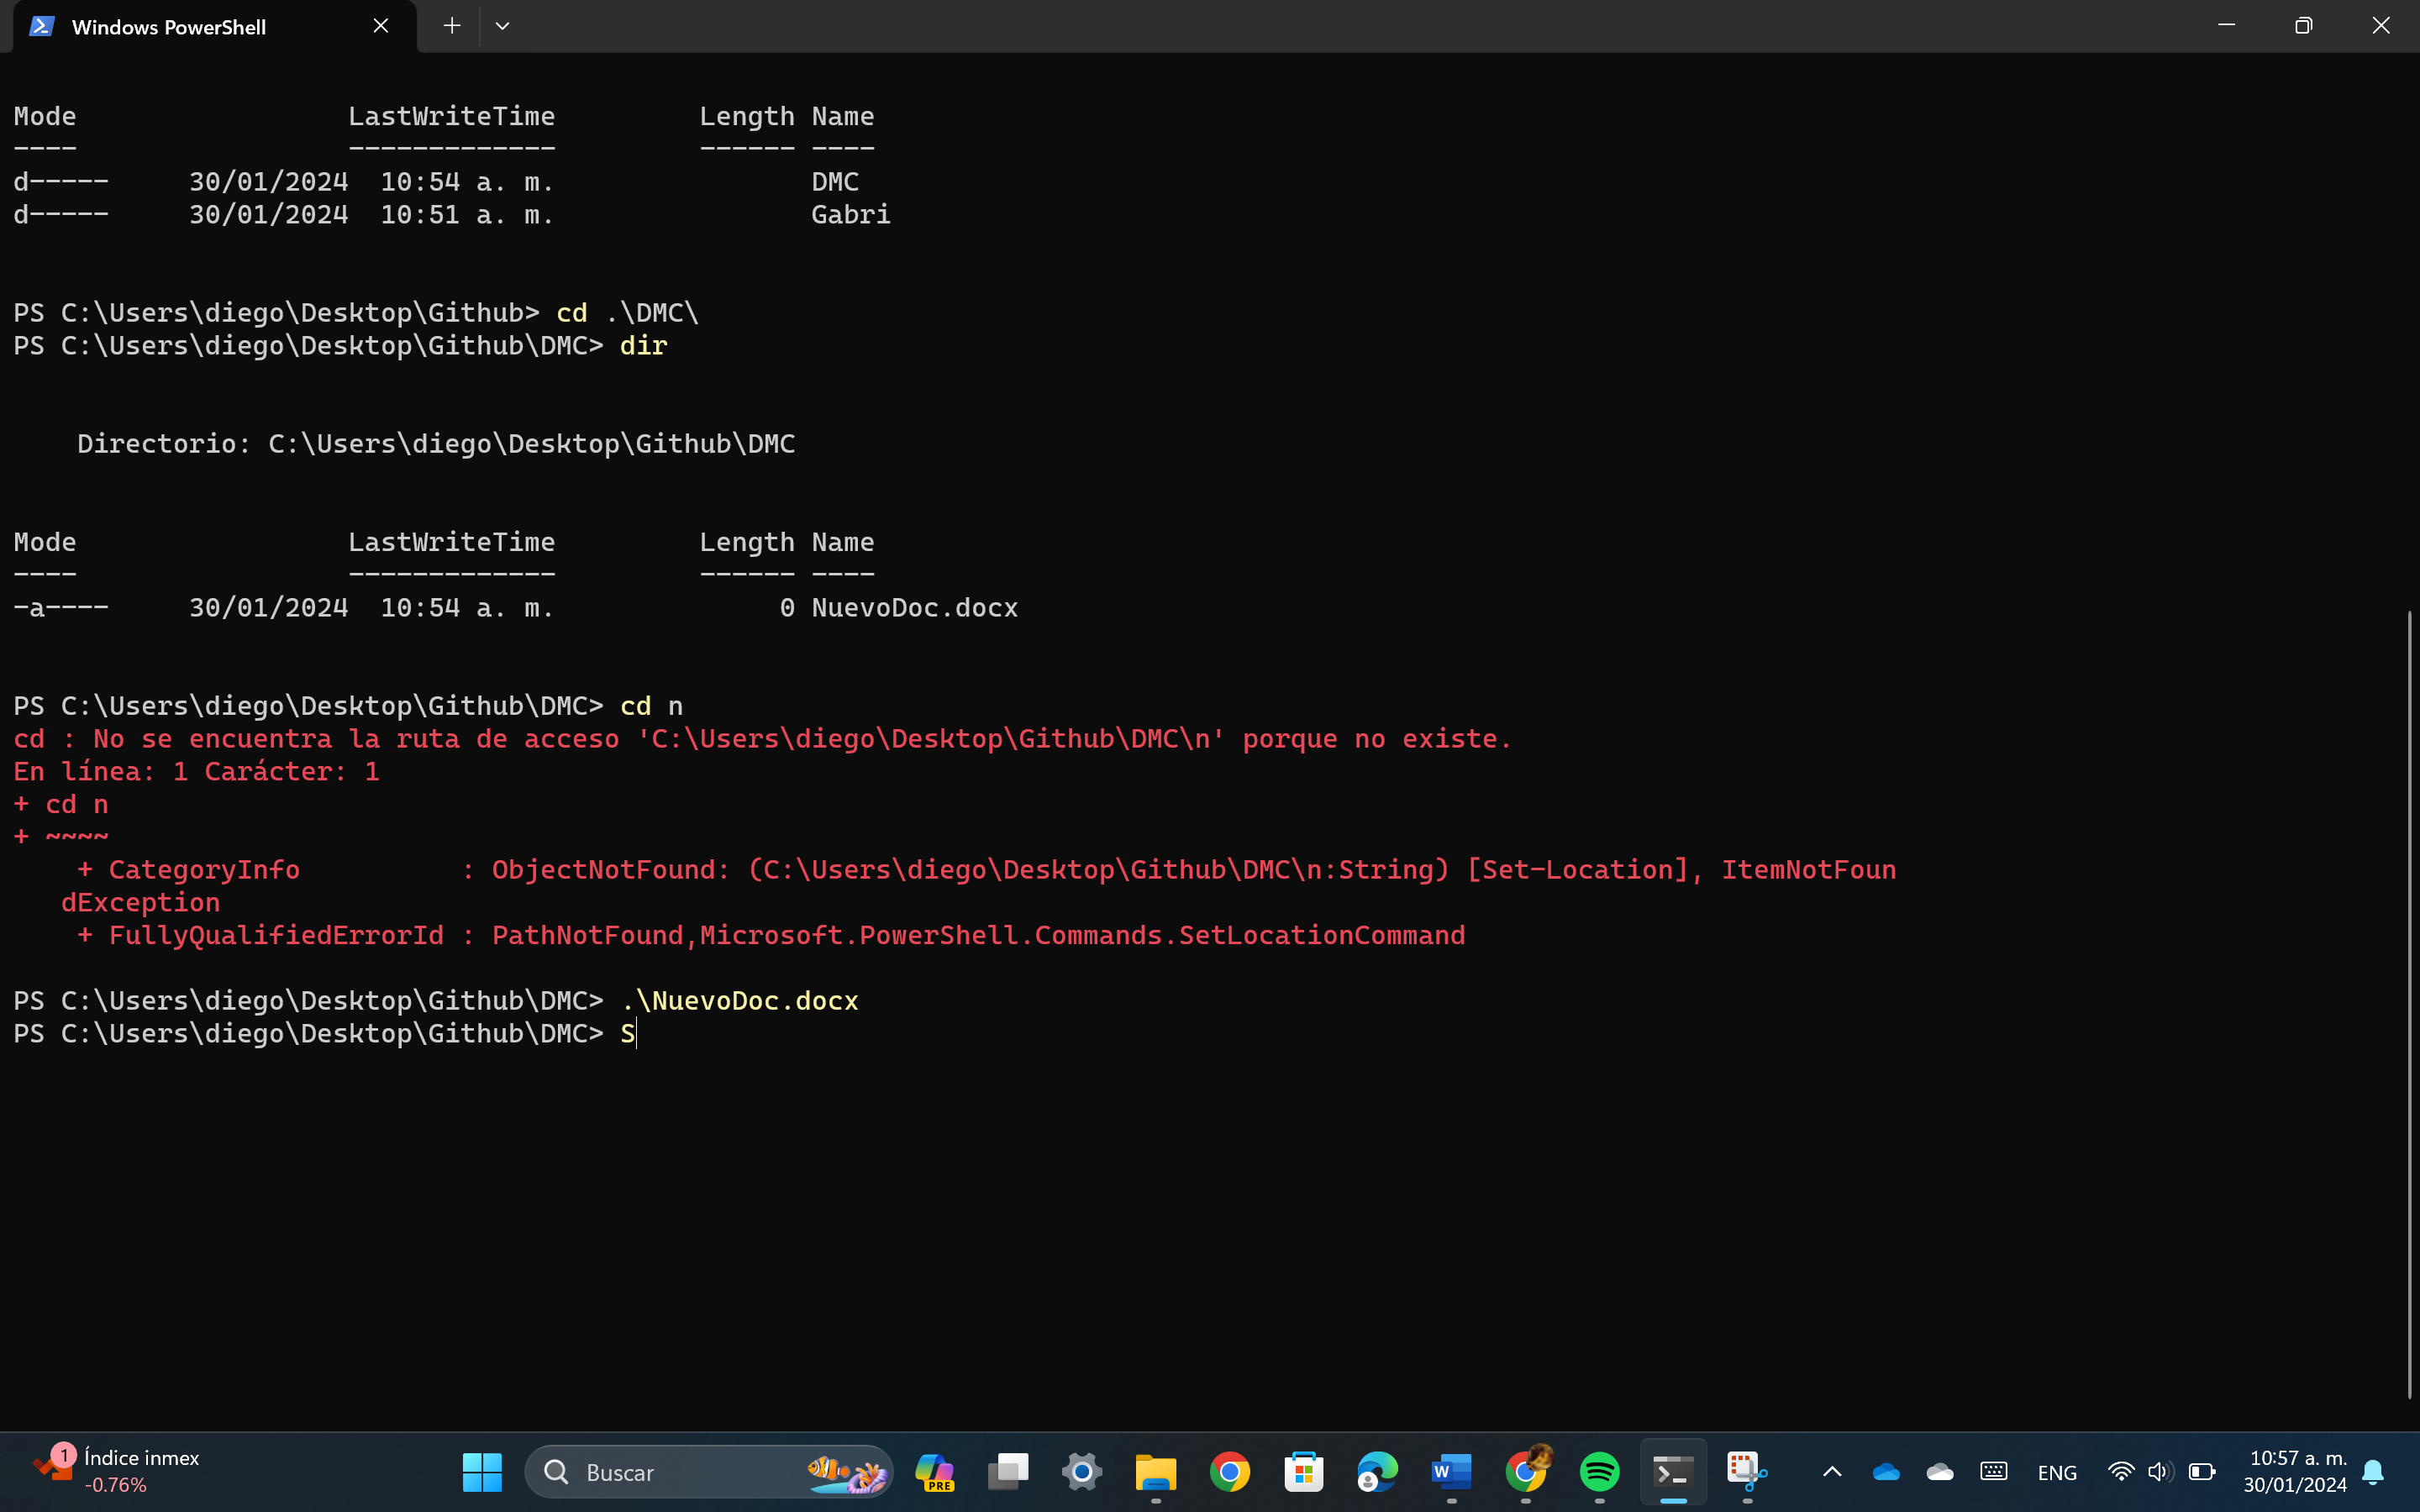 Windows PowerShell
Mode                 LastWriteTime         Length Name
----                 -------------         ------ ----
d-----     30/01/2024  10:54 a. m.                DMC
d-----     30/01/2024  10:51 a. m.                Gabri
PS C:\Users\diego\Desktop\Github> cd .\DMC\
PS C:\Users\diego\Desktop\Github\DMC> dir
    Directorio: C:\Users\diego\Desktop\Github\DMC
Mode                 LastWriteTime         Length Name
----                 -------------         ------ ----
-a----     30/01/2024  10:54 a. m.              0 NuevoDoc.docx
PS C:\Users\diego\Desktop\Github\DMC> cd n
cd : No se encuentra la ruta de acceso 'C:\Users\diego\Desktop\Github\DMC\n' porque no existe.
En línea: 1 Carácter: 1
+ cd n
+ ~~~~
    + CategoryInfo          : ObjectNotFound: (C:\Users\diego\Desktop\Github\DMC\n:String) [Set-Location], ItemNotFoun
   dException
    + FullyQualifiedErrorId : PathNotFound,Microsoft.PowerShell.Commands.SetLocationCommand
PS C:\Users\diego\Desktop\Github\DMC> .\NuevoDoc.docx
PS C:\Users\diego\Desktop\Github\DMC> S
1
Índice inmex
-0.76%
Buscar
PRE
W
ENG
10:57 a. m.
30/01/2024